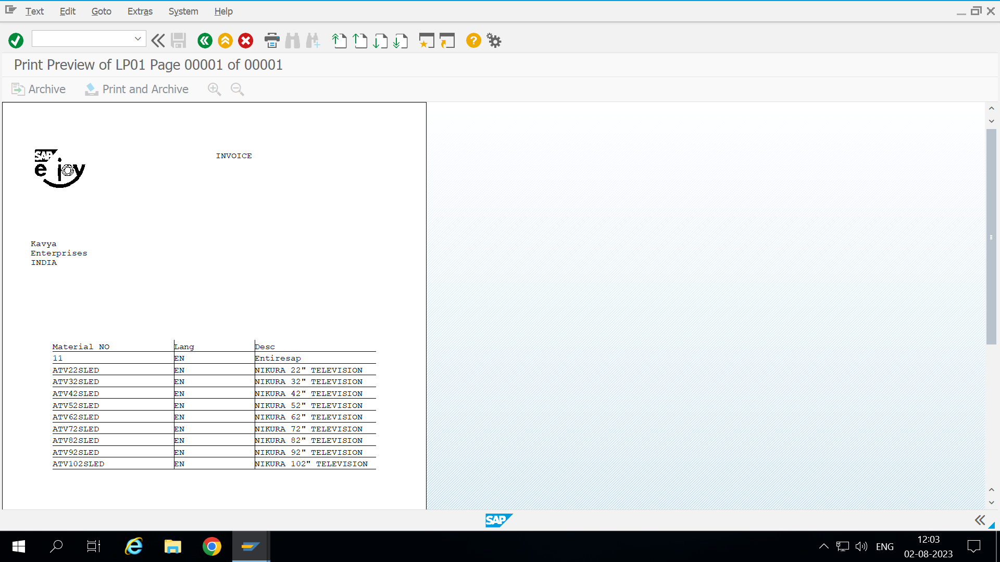 Text Edit Goto Extras System Help
Print Preview of LP01 Page 00001 of 00001
Archive Print and Archive
SAP
INVOICE
e joy
Kavya
Enterprises
INDIA
Material NO Lang Desc
11 EN Entiresap
ATV22SLED EN NIKURA 22" TELEVISION
ATV32SLED EN NIKURA 32" TELEVISION
ATV42SLED EN NIKURA 42" TELEVISION
ATV52SLED EN NIKURA 52" TELEVISION
ATV62SLED EN NIKURA 62" TELEVISION
ATV72SLED EN NIKURA 72" TELEVISION
ATV82SLED EN NIKURA 82" TELEVISION
ATV92SLED EN NIKURA 92" TELEVISION
ATV102SLED EN NIKURA 102" TELEVISION
SAP
ENG
12:03
02-08-2023